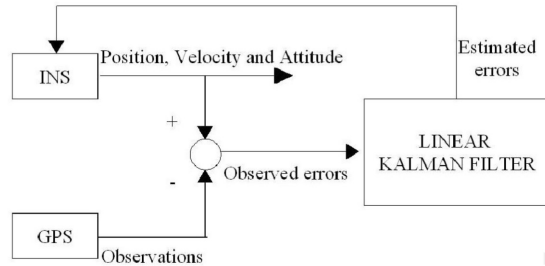 Position, Velocity and Attitude
Estimated
errors
INS
+
LINEAR
KALMAN FILTER
Observed errors
-
GPS
Observations